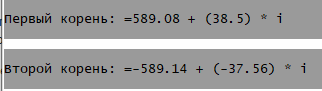 Первый корень: =589.08 + (38.5) * i
Второй корень: =-589.14 + (-37.56) * i